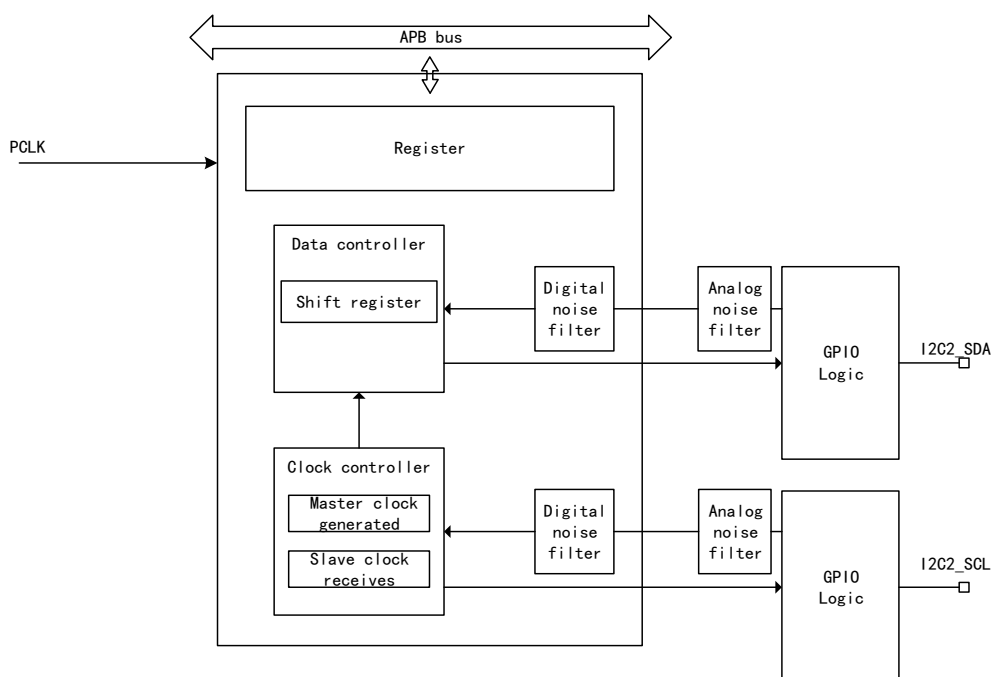 APB bus
PCLK
Register
Data controller
Shift register
Digital
noise
filter
Analog
noise
filter
GPIO
Logic
I2C2_SDA
Clock controller
Master clock
generated
Slave clock
receives
Digital
noise
filter
Analog
noise
filter
GPIO
Logic
I2C2_SCL